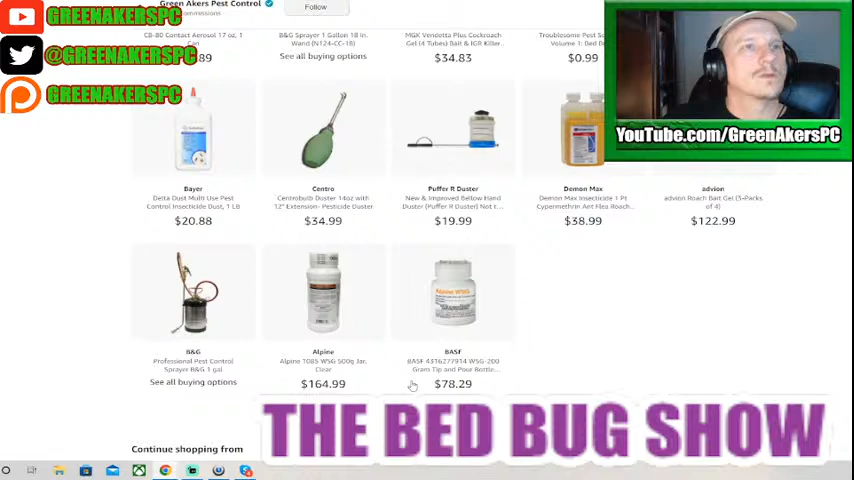 Green Akers Pest Control
commissions
Follow
GREENAKERSPC
@GREENAKERSPC
GREENAKERSPC
CB-80 Contact Aerosol 17 oz, 1
Can
.89
B&G Sprayer 1 Gallon 18 in.
Wand (N124-CC-18)
See all buying options
MGK Vendetta Plus Cockroach
Gel (4 Tubes) Bait & IGR Killer
$34.83
Troublesome Pest
Volume 1: Bed
$0.99
YouTube.com/GreenAkersPC
Bayer
Delta Dust Multi Use Pest
Control Insecticide Dust, 1 LB
$20.88
Centro
Centrobulb Duster 14oz with
12" Extension- Pesticide Duster
$34.99
Puffer R Duster
New & Improved Bellow Hand
Duster (Puffer R Duster) Not t...
$19.99
Demon Max
Demon Max Insecticide 1 Pt
Cypermethrin Ant Flea Roach...
$38.99
advion
advion Roach Bait Gel (3-Packs
of 4)
$122.99
B&G
Professional Pest Control
Sprayer B&G 1 gal
See all buying options
Alpine
Alpine TOBS WSG 500g Jar,
Clear
$164.99
Alpine WSG
BASF
BASF 4316277914 WSG-200
Gram Tip and Pour Bottle...
$78.29
THE BED BUG SHOW
Continue shopping from